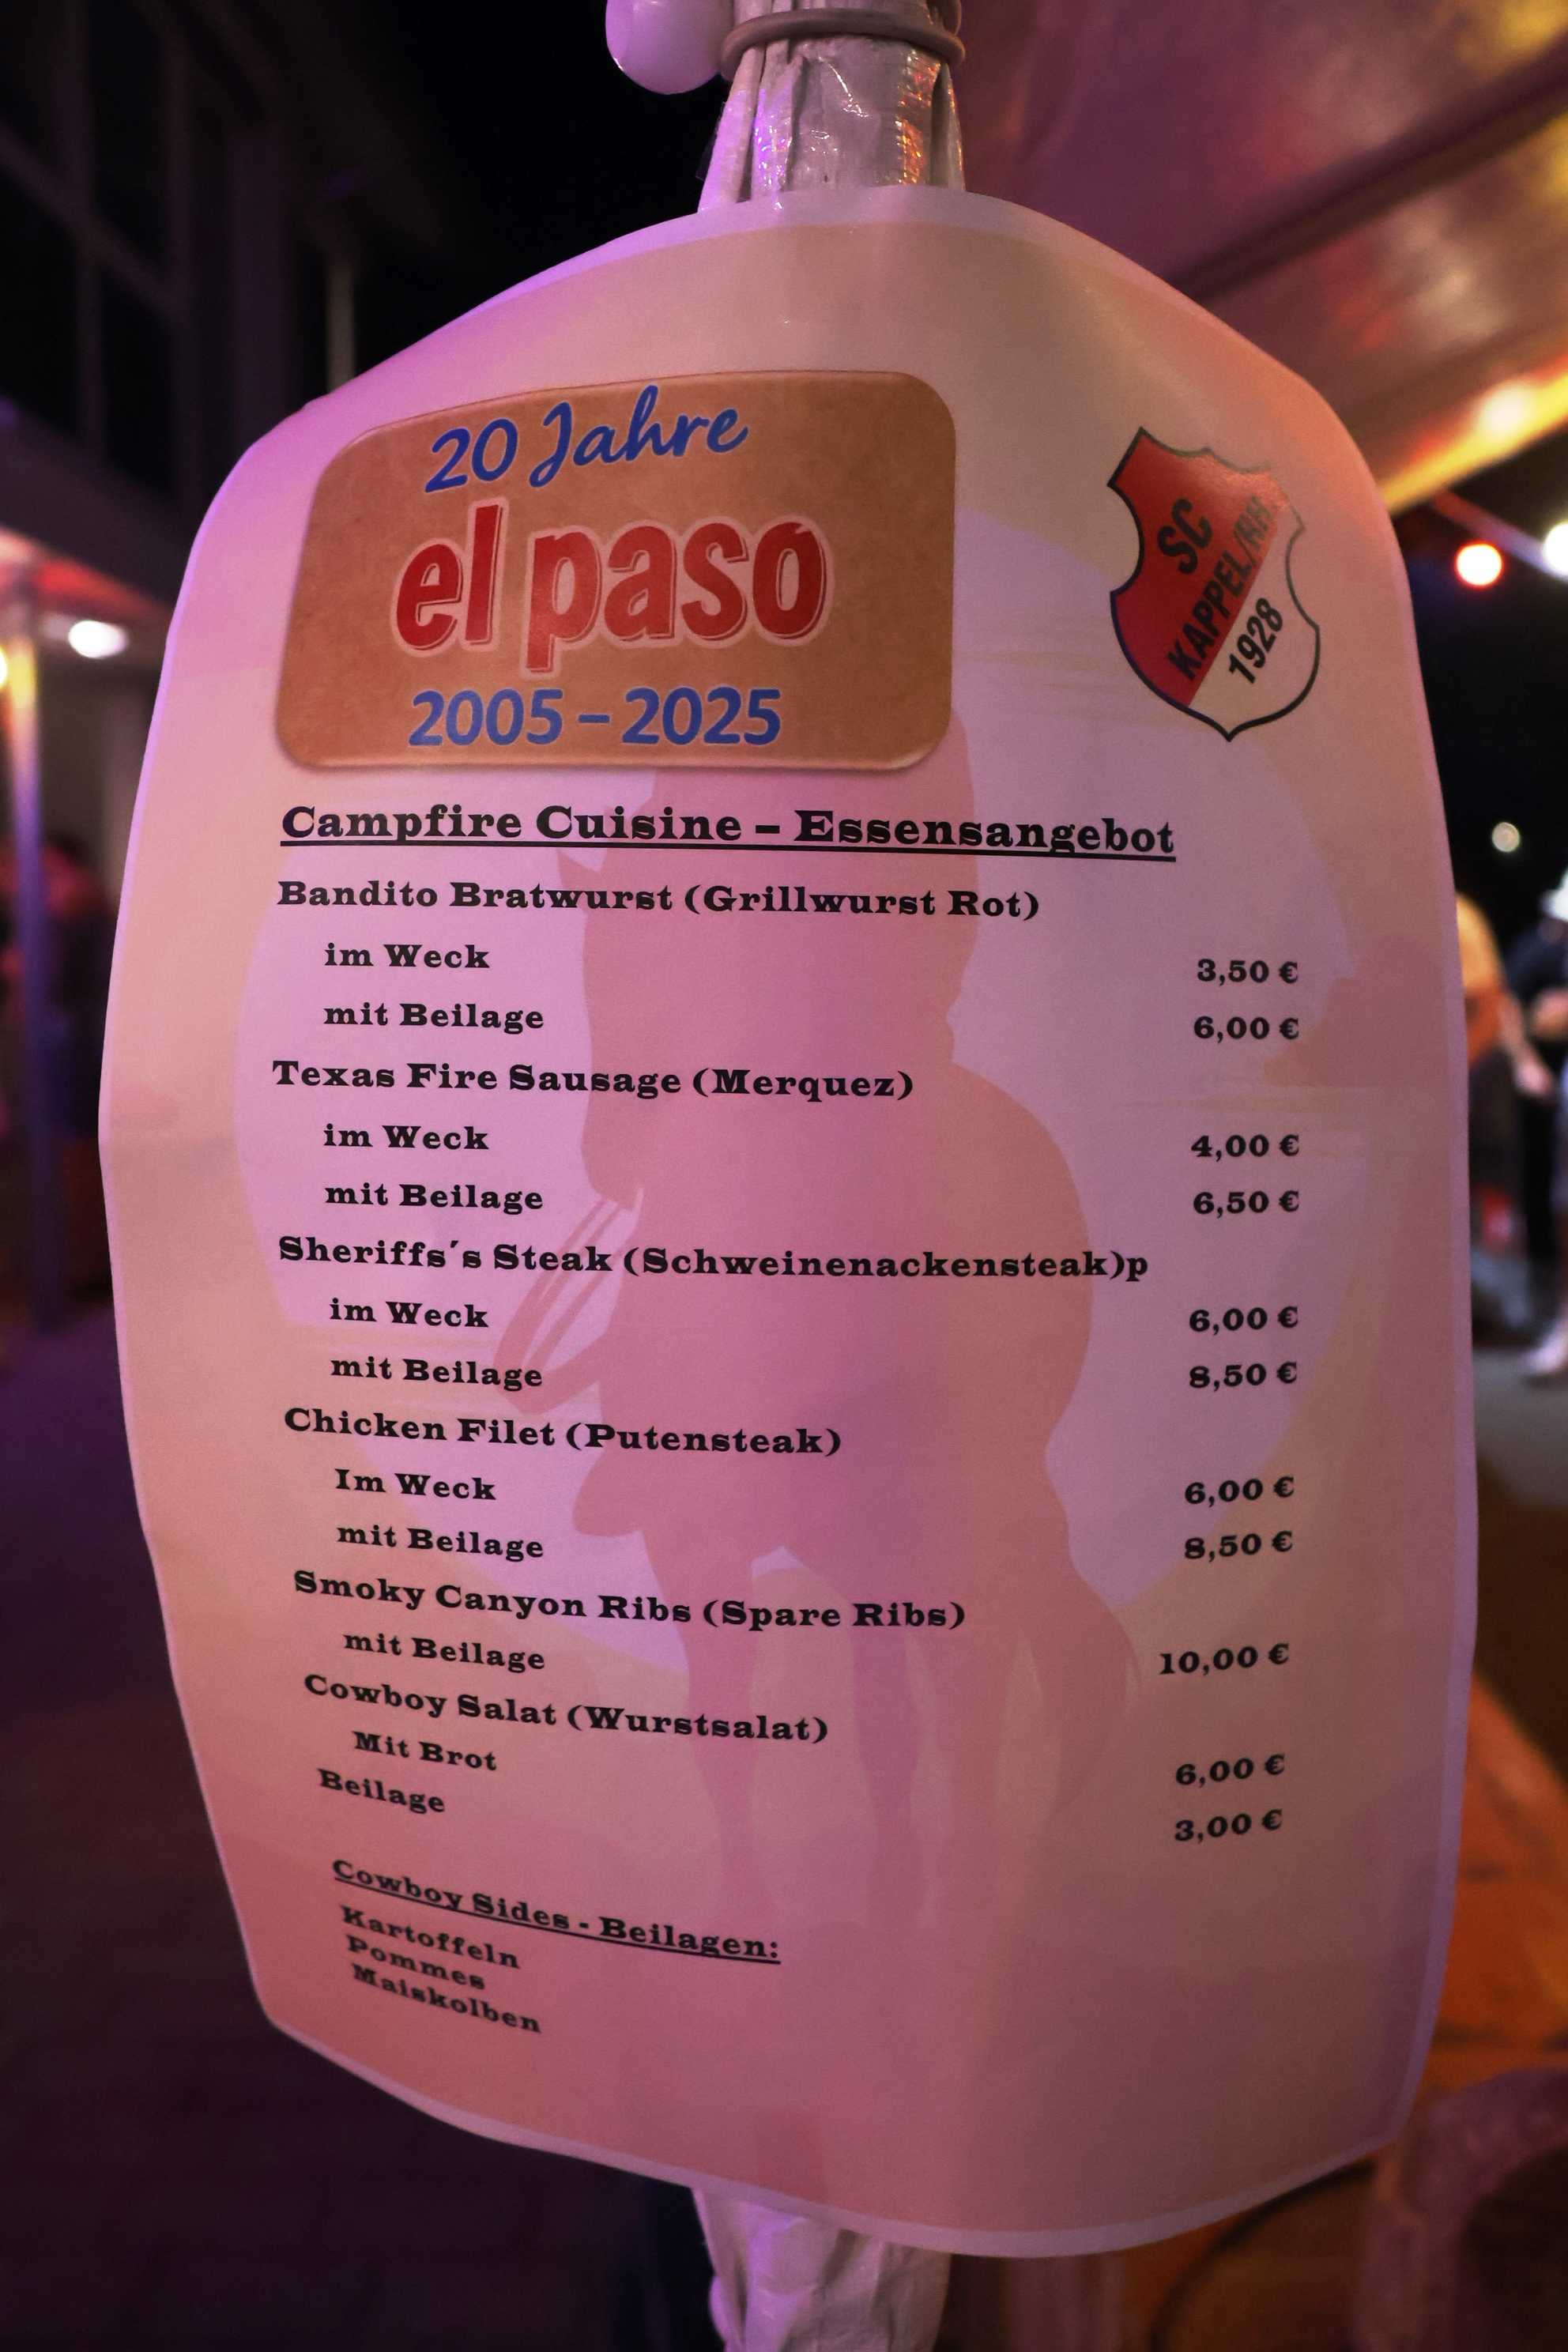 20 Jahre
el paso
2005 – 2025
SC
KAPPEL/RH.
1928
Campfire Cuisine – Essensangebot
Bandito Bratwurst (Grillwurst Rot)
im Weck 3,50 €
mit Beilage 6,00 €
Texas Fire Sausage (Merquez)
im Weck 4,00 €
mit Beilage 6,50 €
Sheriffs´s Steak (Schweinenackensteak)p
im Weck 6,00 €
mit Beilage 8,50 €
Chicken Filet (Putensteak)
Im Weck 6,00 €
mit Beilage 8,50 €
Smoky Canyon Ribs (Spare Ribs)
mit Beilage 10,00 €
Cowboy Salat (Wurstsalat)
Mit Brot 6,00 €
Beilage 3,00 €
Cowboy Sides - Beilagen:
Kartoffeln
Pommes
Maiskolben